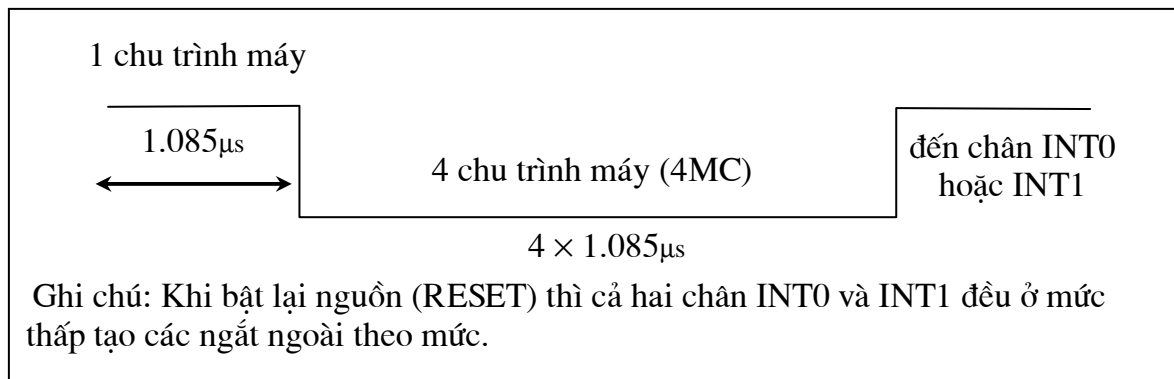 1 chu trình máy
1.085μs
4 chu trình máy (4MC)
đến chân INT0
hoặc INT1
4 × 1.085μs
Ghi chú: Khi bật lại nguồn (RESET) thì cả hai chân INT0 và INT1 đều ở mức
thấp tạo các ngắt ngoài theo mức.